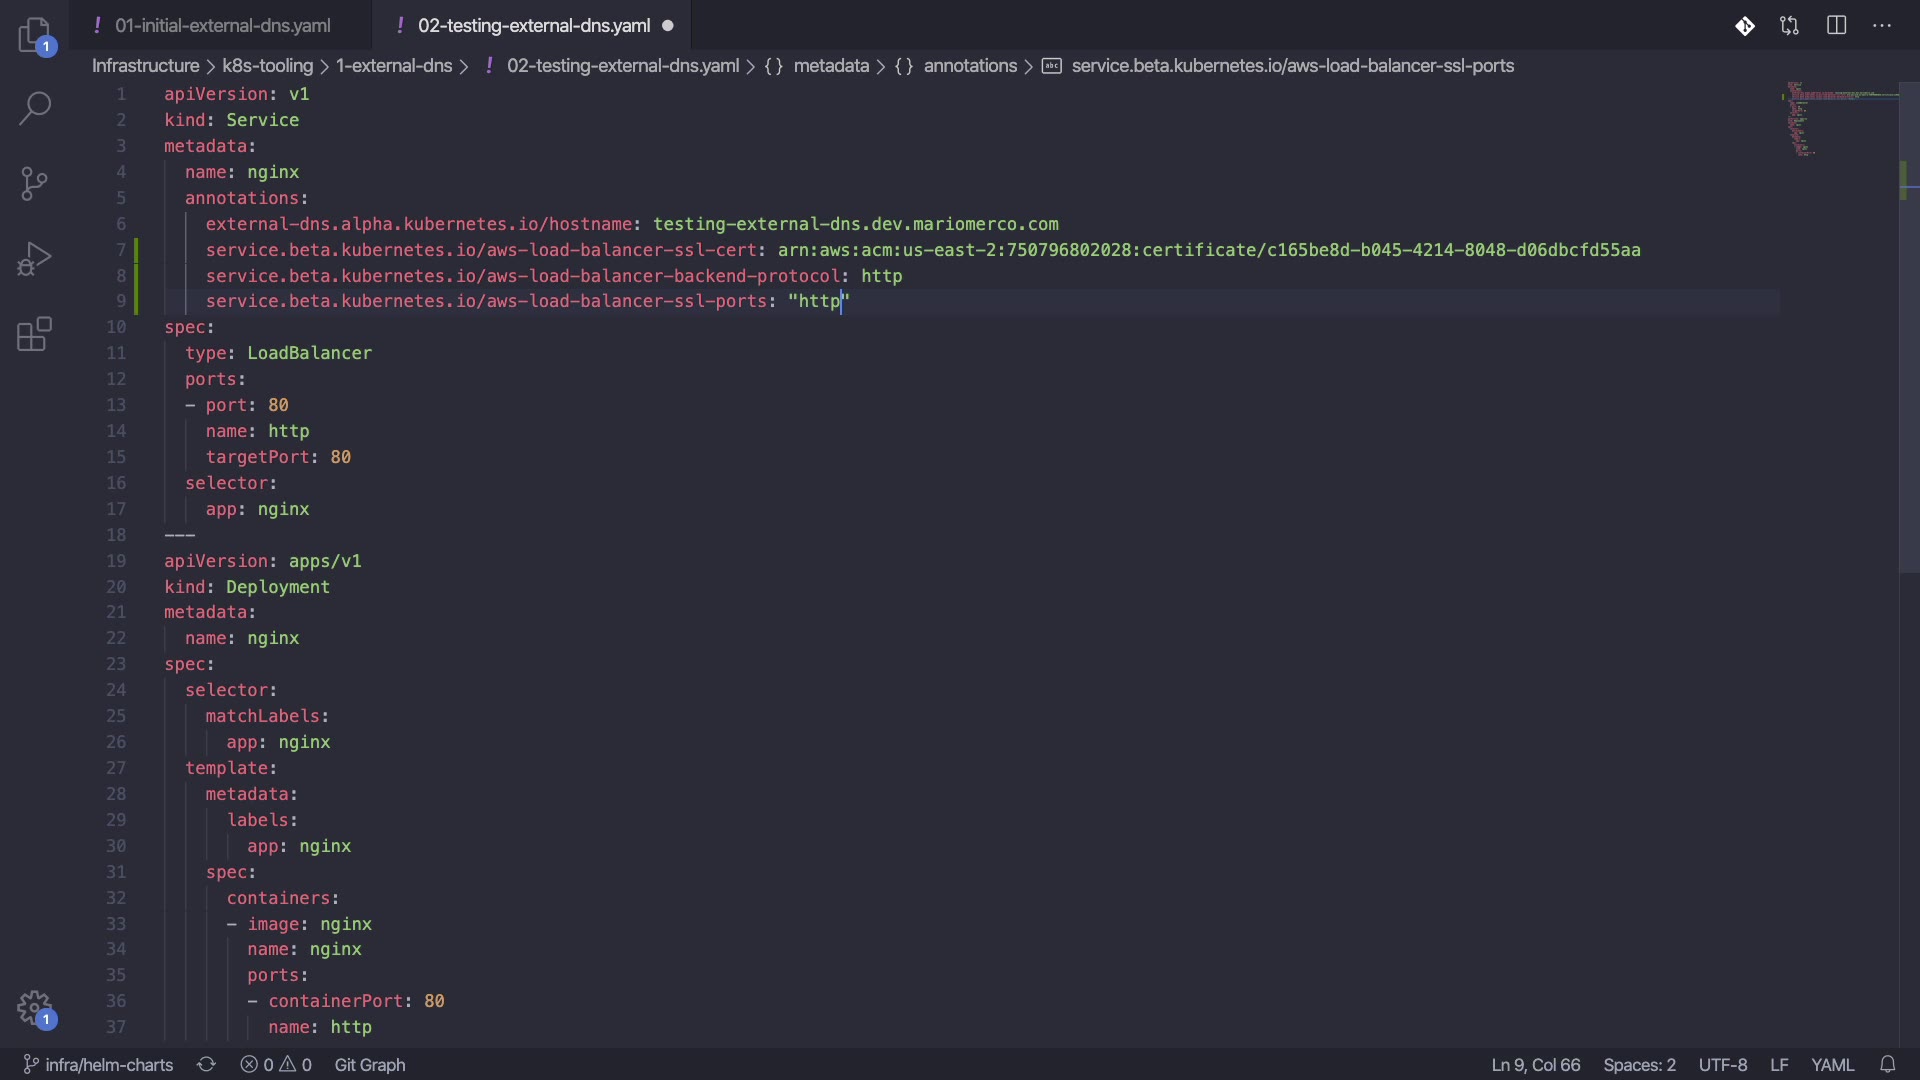 1
! 01-initial-external-dns.yaml ! 02-testing-external-dns.yaml
Infrastructure > k8s-tooling > 1-external-dns > ! 02-testing-external-dns.yaml > {} metadata > {} annotations > abc service.beta.kubernetes.io/aws-load-balancer-ssl-ports
1 apiVersion: v1
2 kind: Service
3 metadata:
4   name: nginx
5   annotations:
6     external-dns.alpha.kubernetes.io/hostname: testing-external-dns.dev.mariomerco.com
7     service.beta.kubernetes.io/aws-load-balancer-ssl-cert: arn:aws:acm:us-east-2:750796802028:certificate/c165be8d-b045-4214-8048-d06dbcfd55aa
8     service.beta.kubernetes.io/aws-load-balancer-backend-protocol: http
9     service.beta.kubernetes.io/aws-load-balancer-ssl-ports: "http"
10 spec:
11   type: LoadBalancer
12   ports:
13   - port: 80
14     name: http
15     targetPort: 80
16   selector:
17     app: nginx
18 ---
19 apiVersion: apps/v1
20 kind: Deployment
21 metadata:
22   name: nginx
23 spec:
24   selector:
25     matchLabels:
26       app: nginx
27   template:
28     metadata:
29       labels:
30         app: nginx
31     spec:
32       containers:
33       - image: nginx
34         name: nginx
35         ports:
36         - containerPort: 80
37           name: http
1
infra/helm-charts 0 0 Git Graph Ln 9, Col 66 Spaces: 2 UTF-8 LF YAML